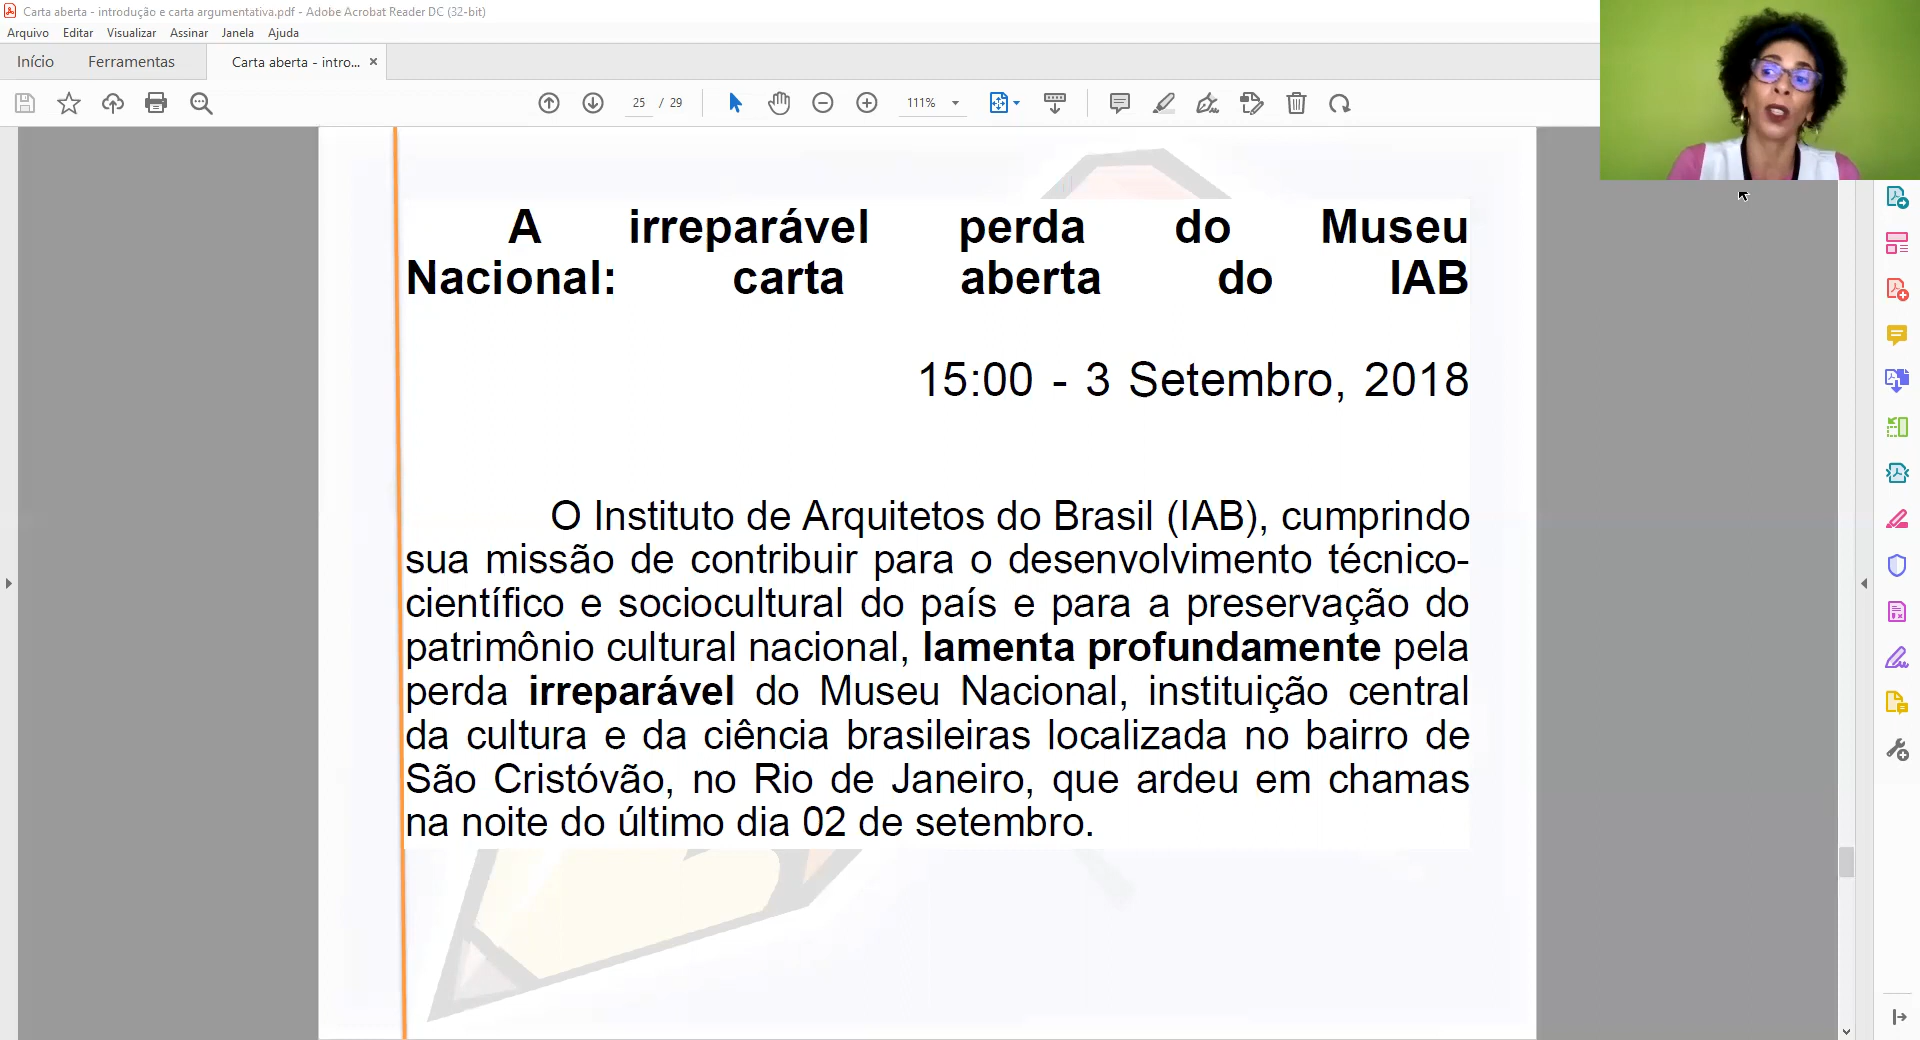 Carta aberta - introdução e carta argumentativa.pdf - Adobe Acrobat Reader DC (32-bit)
Arquivo Editar Visualizar Assinar Janela Ajuda
Início Ferramentas Carta aberta - intro... ×
25 / 29 111%
A irreparável perda do Museu
Nacional: carta aberta do IAB
15:00 - 3 Setembro, 2018
O Instituto de Arquitetos do Brasil (IAB), cumprindo
sua missão de contribuir para o desenvolvimento técnico-
científico e sociocultural do país e para a preservação do
patrimônio cultural nacional, lamenta profundamente pela
perda irreparável do Museu Nacional, instituição central
da cultura e da ciência brasileiras localizada no bairro de
São Cristóvão, no Rio de Janeiro, que ardeu em chamas
na noite do último dia 02 de setembro.